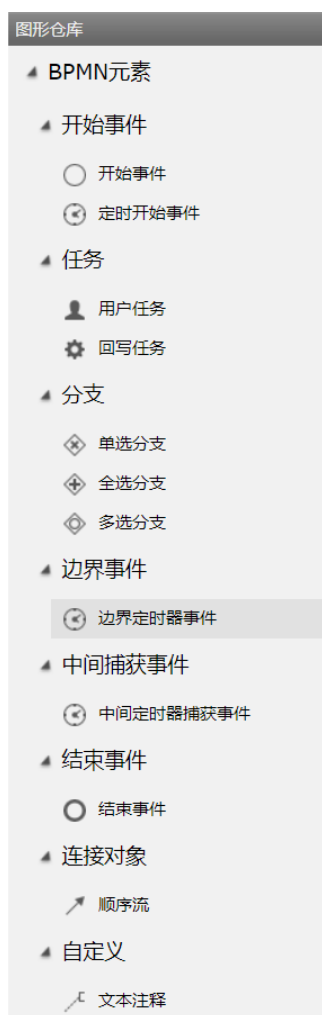 图形仓库
BPMN元素
开始事件
开始事件
定时开始事件
任务
用户任务
回写任务
分支
单选分支
全选分支
多选分支
边界事件
边界定时器事件
中间捕获事件
中间定时器捕获事件
结束事件
结束事件
连接对象
顺序流
自定义
文本注释